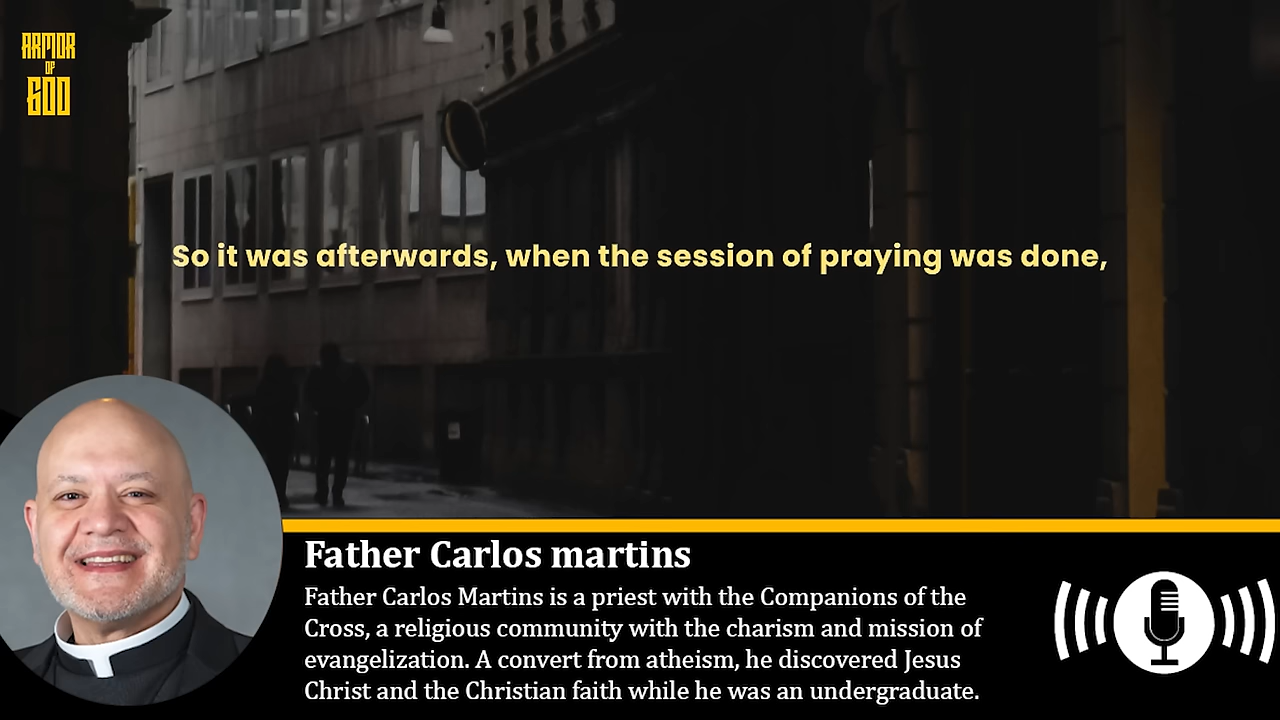 ARMOR
OF
GOD
So it was afterwards, when the session of praying was done,
Father Carlos martins
Father Carlos Martins is a priest with the Companions of the
Cross, a religious community with the charism and mission of
evangelization. A convert from atheism, he discovered Jesus
Christ and the Christian faith while he was an undergraduate.